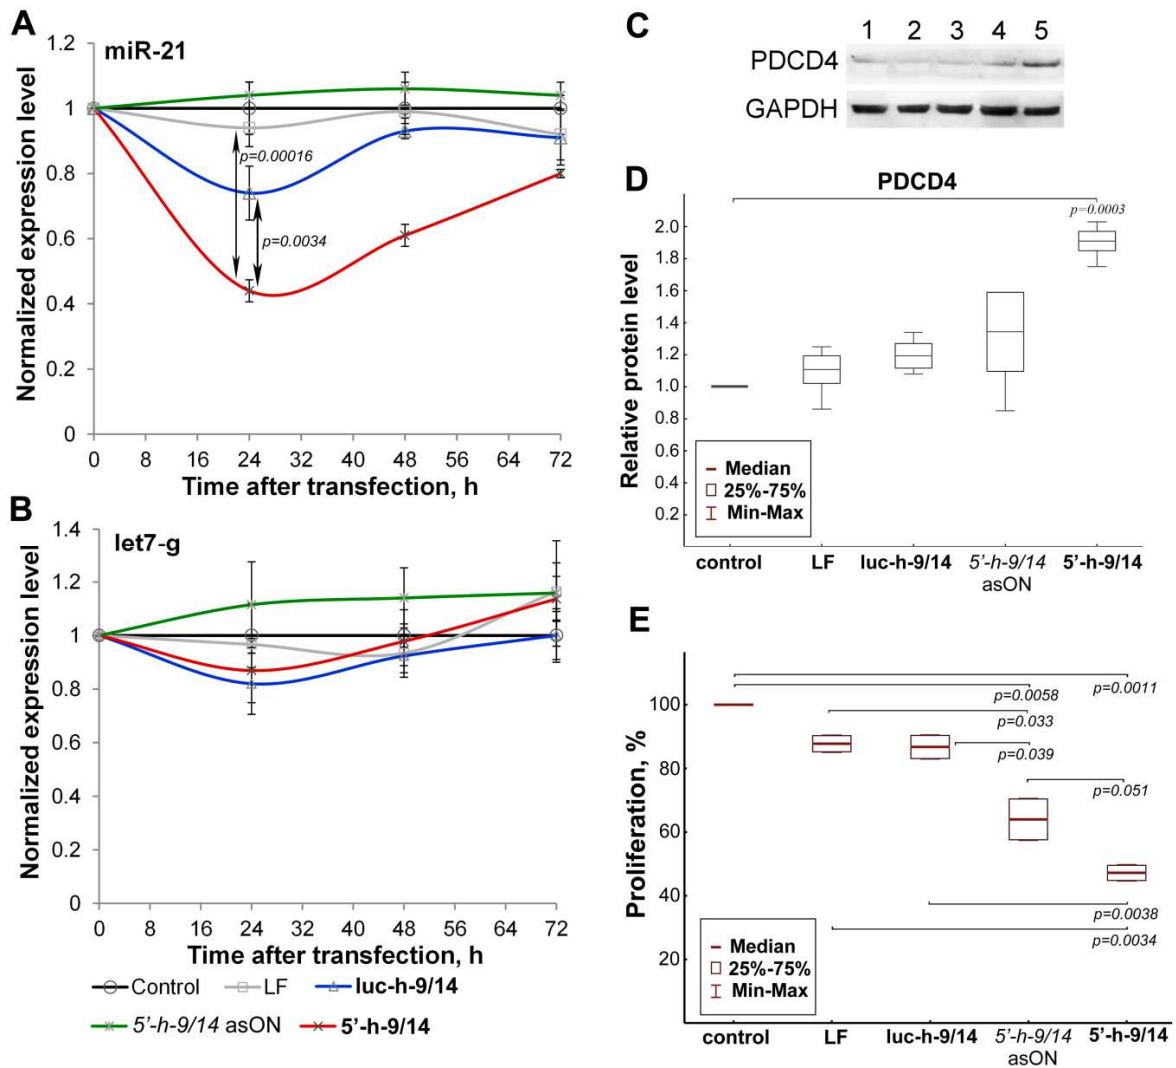 A
miR-21
Normalized expression level
1.2
1
0.8
0.6
0.4
0.2
0
p=0.00016
p=0.0034
0 8 16 24 32 40 48 56 64 72
Time after transfection, h
B
let7-g
Normalized expression level
1.4
1.2
1
0.8
0.6
0.4
0.2
0
0 8 16 24 32 40 48 56 64 72
Time after transfection, h
Control LF luc-h-9/14
5'-h-9/14 asON 5'-h-9/14
C
1 2 3 4 5
PDCD4
GAPDH
D
PDCD4
p=0.0003
Relative protein level
2.0
1.8
1.6
1.4
1.2
1.0
0.8
0.6
0.4
0.2
Median
25%-75%
Min-Max
control LF luc-h-9/14 5'-h-9/14 5'-h-9/14
asON
E
Proliferation, %
100
80
60
40
20
p=0.0011
p=0.0058
p=0.033
p=0.039
p=0.051
p=0.0038
p=0.0034
Median
25%-75%
Min-Max
control LF luc-h-9/14 5'-h-9/14 5'-h-9/14
asON